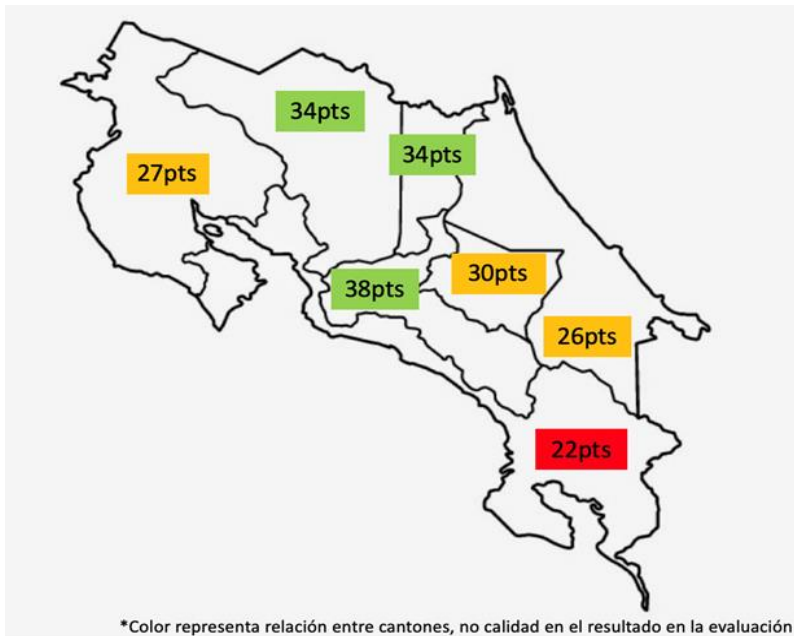 34pts
34pts
27pts
30pts
38pts
26pts
22pts
*Color representa relación entre cantones, no calidad en el resultado en la evaluación